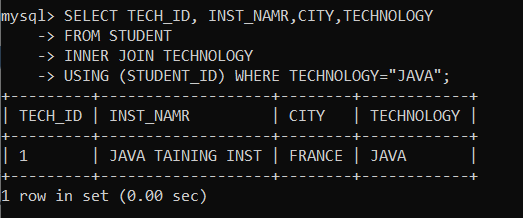 mysql> SELECT TECH_ID, INST_NAMR,CITY,TECHNOLOGY
    -> FROM STUDENT
    -> INNER JOIN TECHNOLOGY
    -> USING (STUDENT_ID) WHERE TECHNOLOGY="JAVA";
+---------+-------------------+--------+------------+
| TECH_ID | INST_NAMR         | CITY   | TECHNOLOGY |
+---------+-------------------+--------+------------+
| 1       | JAVA TAINING INST | FRANCE | JAVA       |
+---------+-------------------+--------+------------+
1 row in set (0.00 sec)